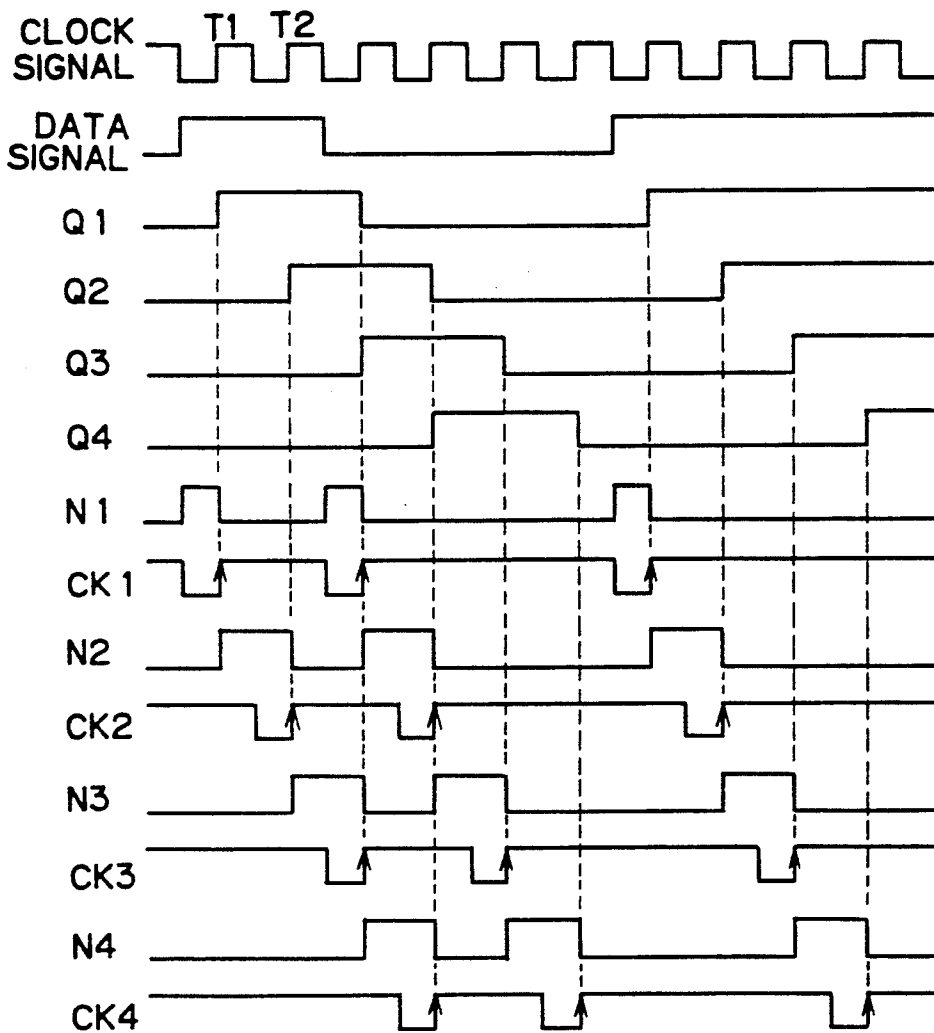 T1 T2
CLOCK
SIGNAL
DATA
SIGNAL
Q1
Q2
Q3
Q4
N1
CK1
N2
CK2
N3
CK3
N4
CK4